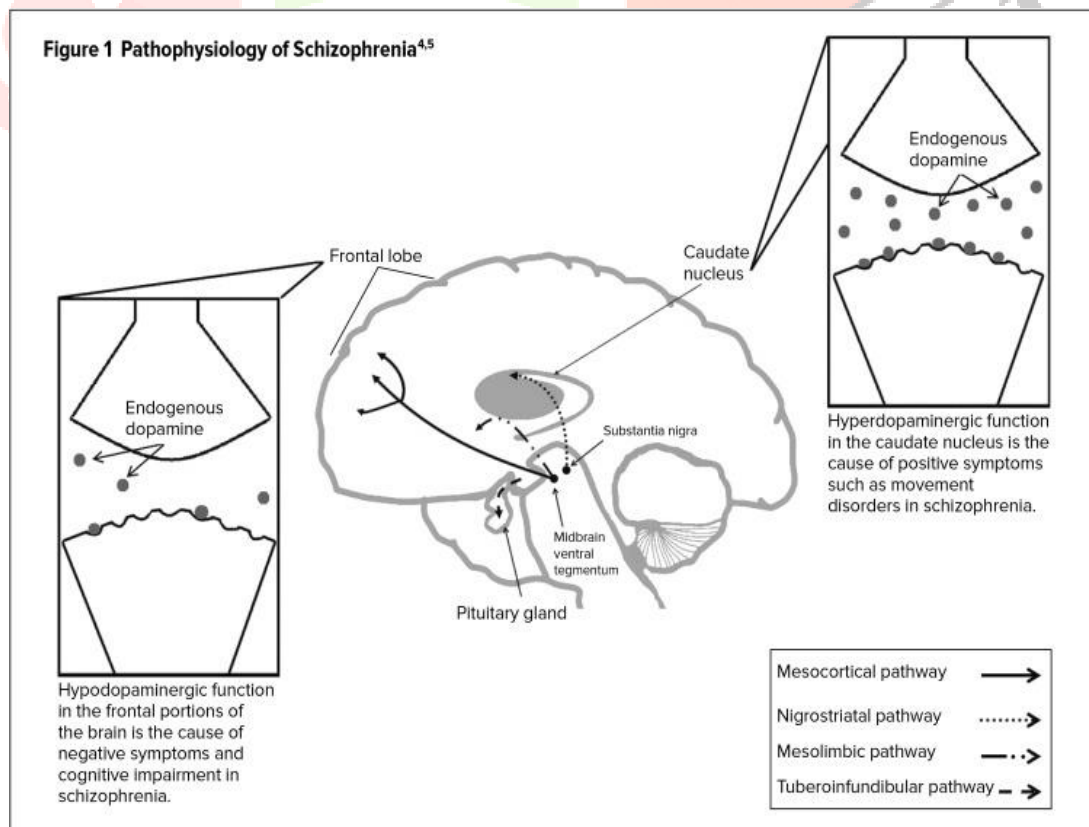 Figure 1 Pathophysiology of Schizophrenia4,5
Endogenous
dopamine
Frontal lobe
Caudate
nucleus
Endogenous
dopamine
Substantia nigra
Hyperdopaminergic function
in the caudate nucleus is the
cause of positive symptoms
such as movement
disorders in schizophrenia.
Midbrain
ventral
tegmentum
Pituitary gland
Hypodopaminergic function
in the frontal portions of
the brain is the cause of
negative symptoms and
cognitive impairment in
schizophrenia.
Mesocortical pathway
Nigrostriatal pathway
Mesolimbic pathway
Tuberoinfundibular pathway